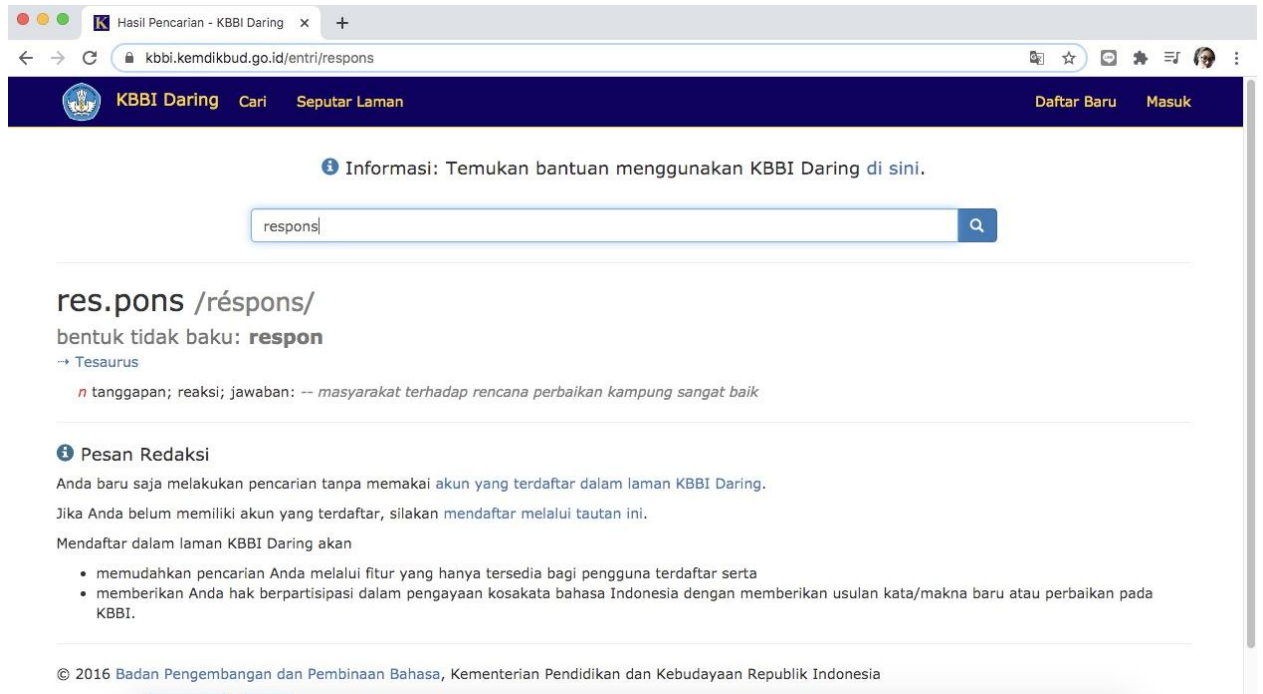 Hasil Pencarian - KBBI Daring
kbbi.kemdikbud.go.id/entri/respons
KBBI Daring Cari Seputar Laman Daftar Baru Masuk
Informasi: Temukan bantuan menggunakan KBBI Daring di sini.
respons
res.pons /réspons/
bentuk tidak baku: respon
→ Tesaurus
n tanggapan; reaksi; jawaban: -- masyarakat terhadap rencana perbaikan kampung sangat baik
Pesan Redaksi
Anda baru saja melakukan pencarian tanpa memakai akun yang terdaftar dalam laman KBBI Daring.
Jika Anda belum memiliki akun yang terdaftar, silakan mendaftar melalui tautan ini.
Mendaftar dalam laman KBBI Daring akan
• memudahkan pencarian Anda melalui fitur yang hanya tersedia bagi pengguna terdaftar serta
• memberikan Anda hak berpartisipasi dalam pengayaan kosakata bahasa Indonesia dengan memberikan usulan kata/makna baru atau perbaikan pada
KBBI.
© 2016 Badan Pengembangan dan Pembinaan Bahasa, Kementerian Pendidikan dan Kebudayaan Republik Indonesia